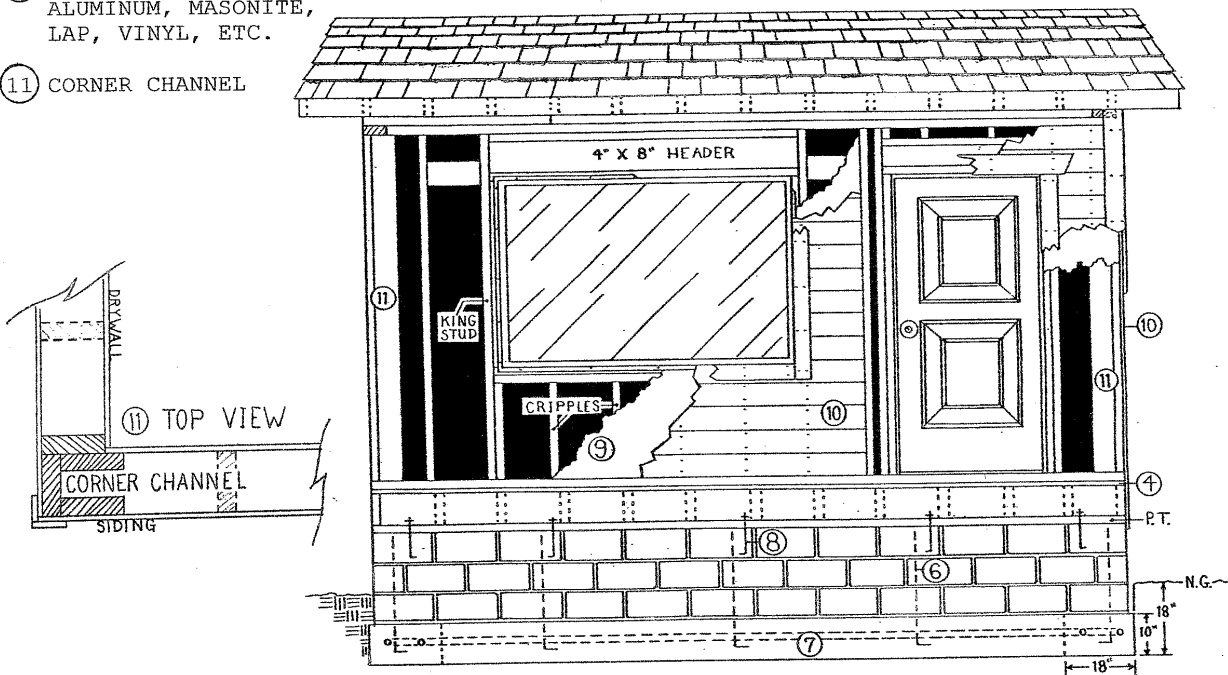 ALUMINUM, MASONITE,
LAP, VINYL, ETC.
11 CORNER CHANNEL
4" X 8" HEADER
11
KING
STUD
CRIPPLES
9
10
10
11
4
P.T.
8
6
N.G.
18"
10"
7
18"
DRYWALL
11 TOP VIEW
CORNER CHANNEL
SIDING